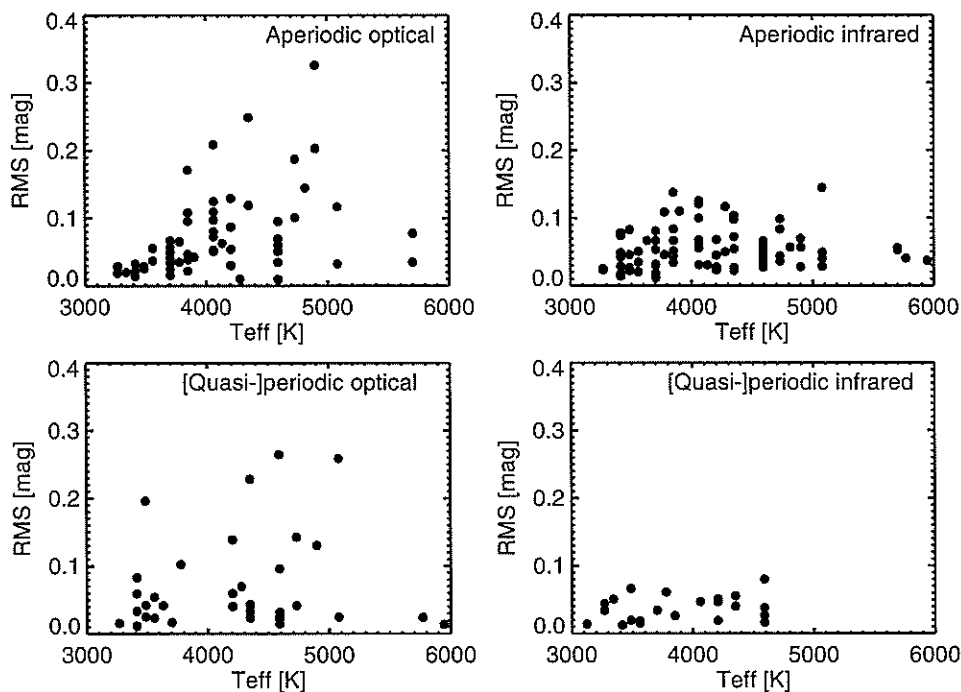 Aperiodic optical
0.4
0.3
0.2
0.1
0.0
RMS [mag]
3000 4000 5000 6000
Teff [K]
Aperiodic infrared
0.4
0.3
0.2
0.1
0.0
RMS [mag]
3000 4000 5000 6000
Teff [K]
[Quasi-]periodic optical
0.4
0.3
0.2
0.1
0.0
RMS [mag]
3000 4000 5000 6000
Teff [K]
[Quasi-]periodic infrared
0.4
0.3
0.2
0.1
0.0
RMS [mag]
3000 4000 5000 6000
Teff [K]